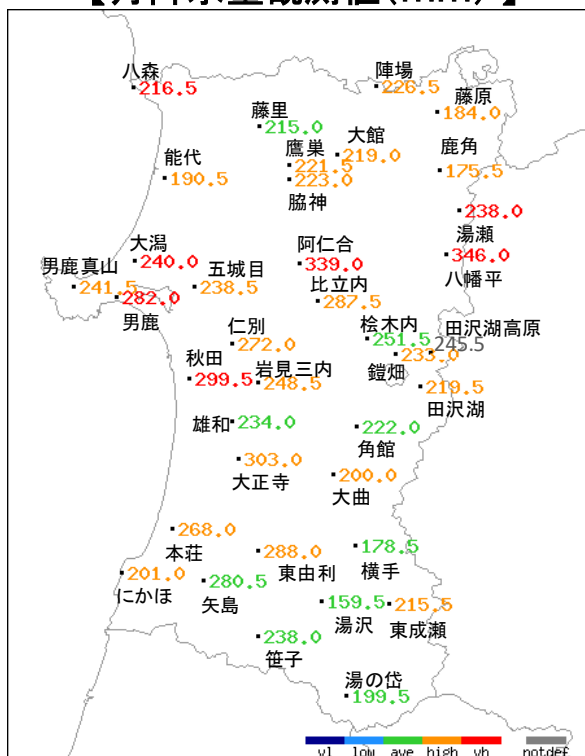 【月降水量観測値(mm)】
八森
216.5
陣場
226.5
藤原
184.0
藤里
215.0
大館
219.0
鷹巣
221.5
223.0
脇神
鹿角
175.5
能代
190.5
238.0
湯瀬
346.0
八幡平
大潟
240.0
阿仁合
339.0
男鹿真山
241.5
五城目
238.5
282.0
男鹿
比立内
287.5
仁別
272.0
桧木内
251.5
田沢湖高原
245.5
233.0
鎧畑
秋田
299.5
岩見三内
248.5
219.5
田沢湖
雄和
234.0
222.0
角館
303.0
大正寺
200.0
大曲
268.0
本荘
288.0
東由利
178.5
横手
201.0
にかほ
280.5
矢島
159.5
湯沢
215.5
東成瀬
238.0
笹子
湯の岱
199.5
vl low ave high vh notdef